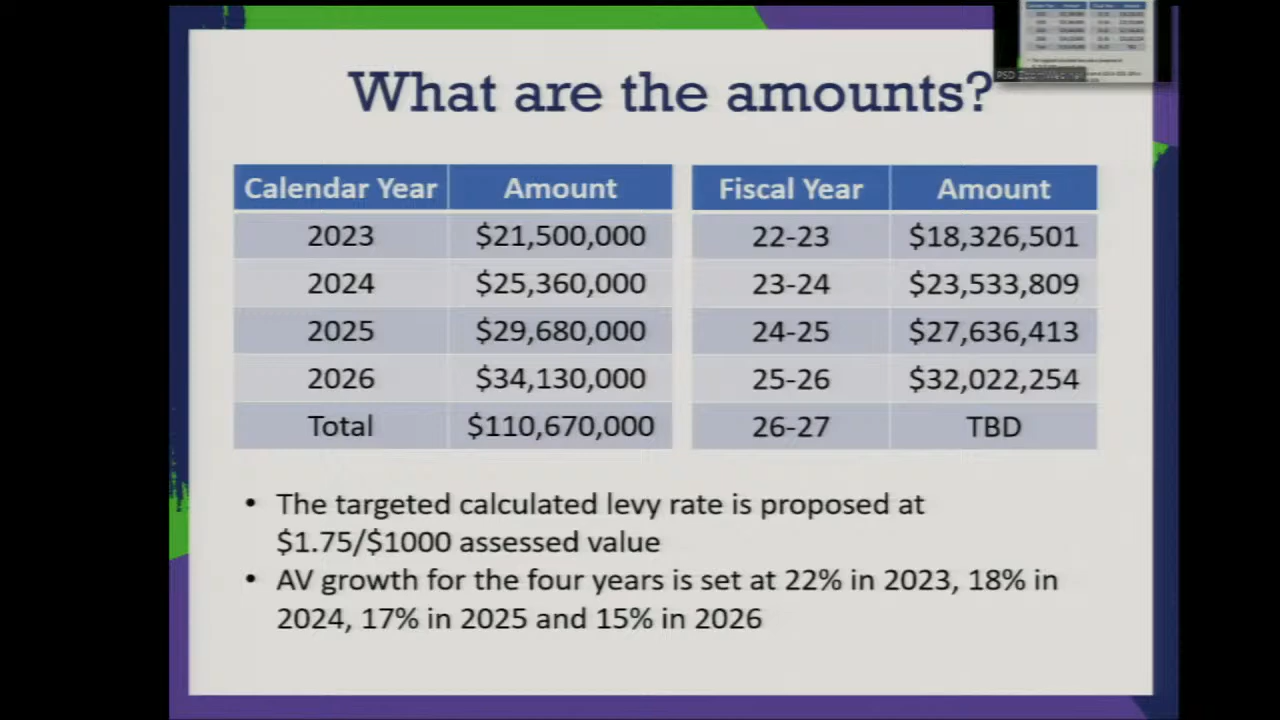 What are the amounts?
Calendar Year Amount
2023 $21,500,000
2024 $25,360,000
2025 $29,680,000
2026 $34,130,000
Total $110,670,000
Fiscal Year Amount
22-23 $18,326,501
23-24 $23,533,809
24-25 $27,636,413
25-26 $32,022,254
26-27 TBD
• The targeted calculated levy rate is proposed at
$1.75/$1000 assessed value
• AV growth for the four years is set at 22% in 2023, 18% in
2024, 17% in 2025 and 15% in 2026